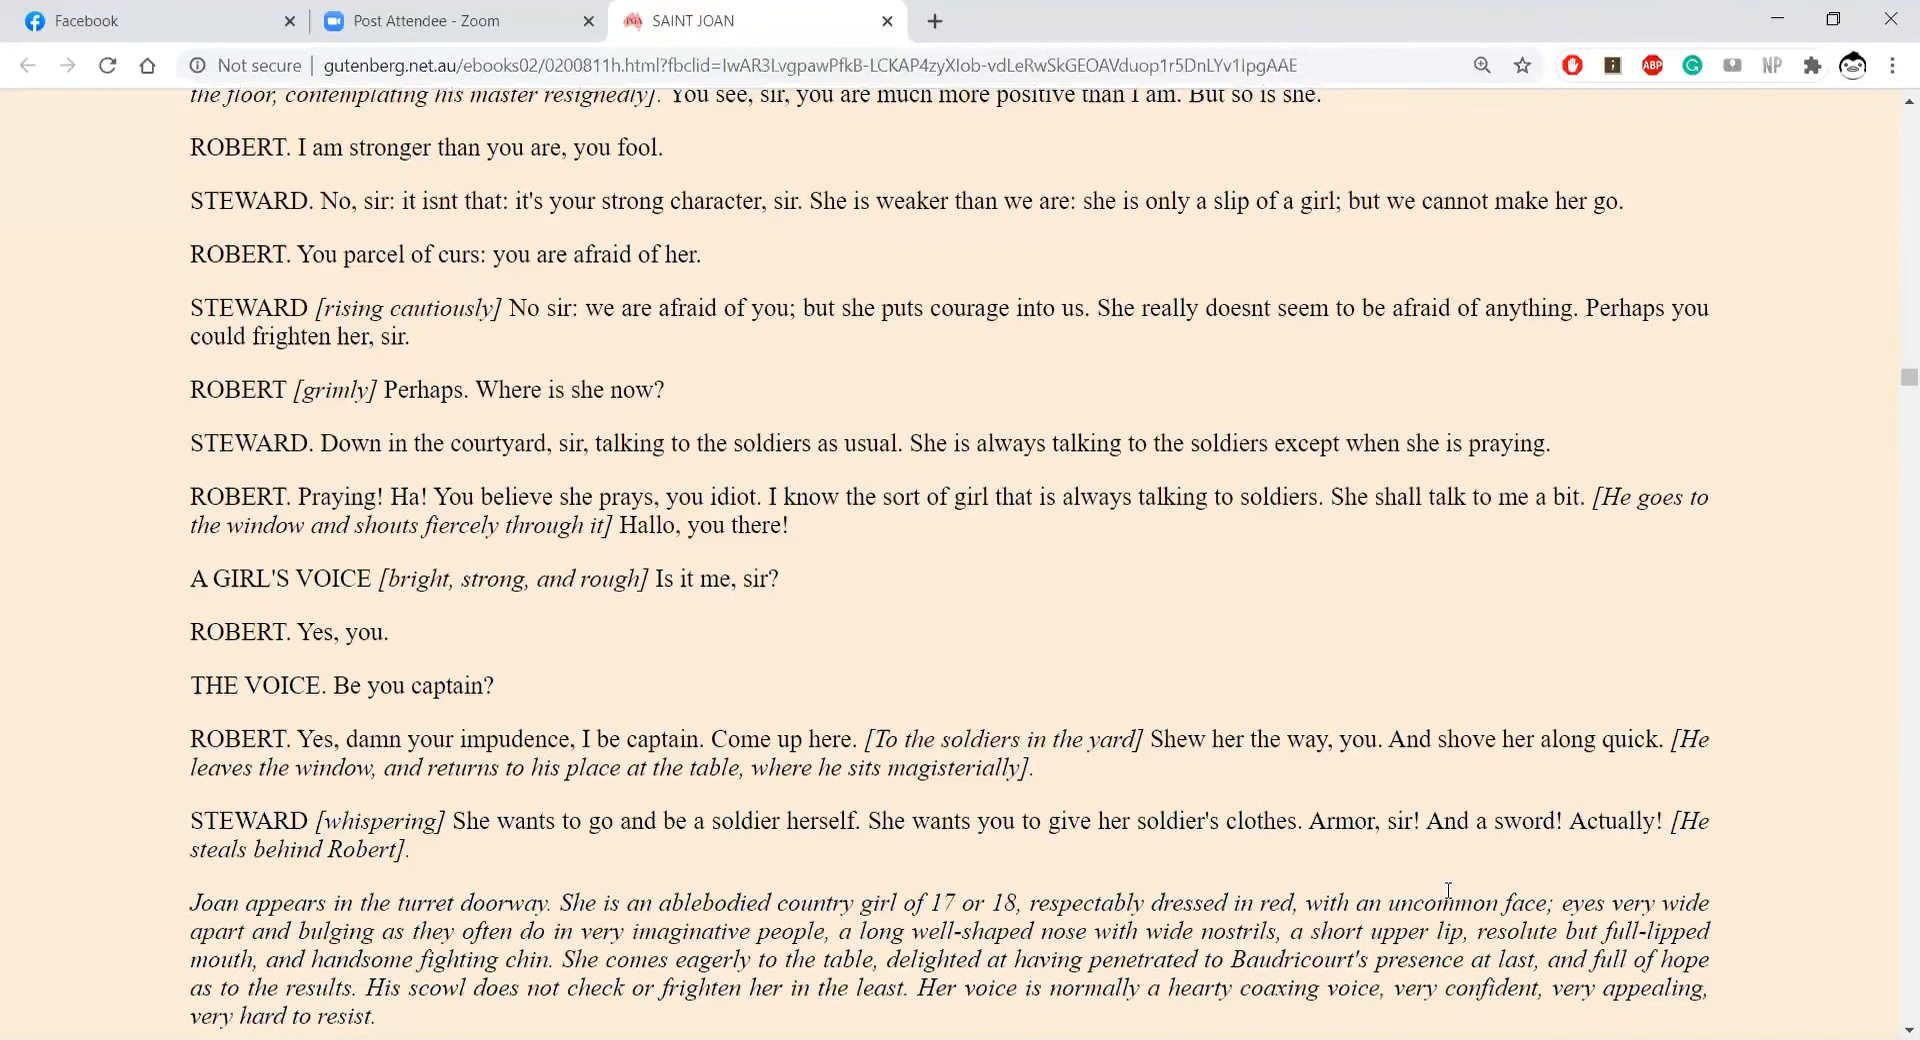 Facebook
Post Attendee - Zoom
SAINT JOAN
Not secure | gutenberg.net.au/ebooks02/0200811h.html?fbclid=IwAR3LvgpawPfkB-LCKAP4zyXIob-vdLeRwSkGEOAVduop1r5DnLYv1IpgAAE
ABP
NP
the floor, contemplating his master resignedly]. You see, sir, you are much more positive than I am. But so is she.
ROBERT. I am stronger than you are, you fool.
STEWARD. No, sir: it isnt that: it's your strong character, sir. She is weaker than we are: she is only a slip of a girl; but we cannot make her go.
ROBERT. You parcel of curs: you are afraid of her.
STEWARD [rising cautiously] No sir: we are afraid of you; but she puts courage into us. She really doesnt seem to be afraid of anything. Perhaps you
could frighten her, sir.
ROBERT [grimly] Perhaps. Where is she now?
STEWARD. Down in the courtyard, sir, talking to the soldiers as usual. She is always talking to the soldiers except when she is praying.
ROBERT. Praying! Ha! You believe she prays, you idiot. I know the sort of girl that is always talking to soldiers. She shall talk to me a bit. [He goes to
the window and shouts fiercely through it] Hallo, you there!
A GIRL'S VOICE [bright, strong, and rough] Is it me, sir?
ROBERT. Yes, you.
THE VOICE. Be you captain?
ROBERT. Yes, damn your impudence, I be captain. Come up here. [To the soldiers in the yard] Shew her the way, you. And shove her along quick. [He
leaves the window, and returns to his place at the table, where he sits magisterially].
STEWARD [whispering] She wants to go and be a soldier herself. She wants you to give her soldier's clothes. Armor, sir! And a sword! Actually! [He
steals behind Robert].
Joan appears in the turret doorway. She is an ablebodied country girl of 17 or 18, respectably dressed in red, with an uncommon face; eyes very wide
apart and bulging as they often do in very imaginative people, a long well-shaped nose with wide nostrils, a short upper lip, resolute but full-lipped
mouth, and handsome fighting chin. She comes eagerly to the table, delighted at having penetrated to Baudricourt's presence at last, and full of hope
as to the results. His scowl does not check or frighten her in the least. Her voice is normally a hearty coaxing voice, very confident, very appealing,
very hard to resist.